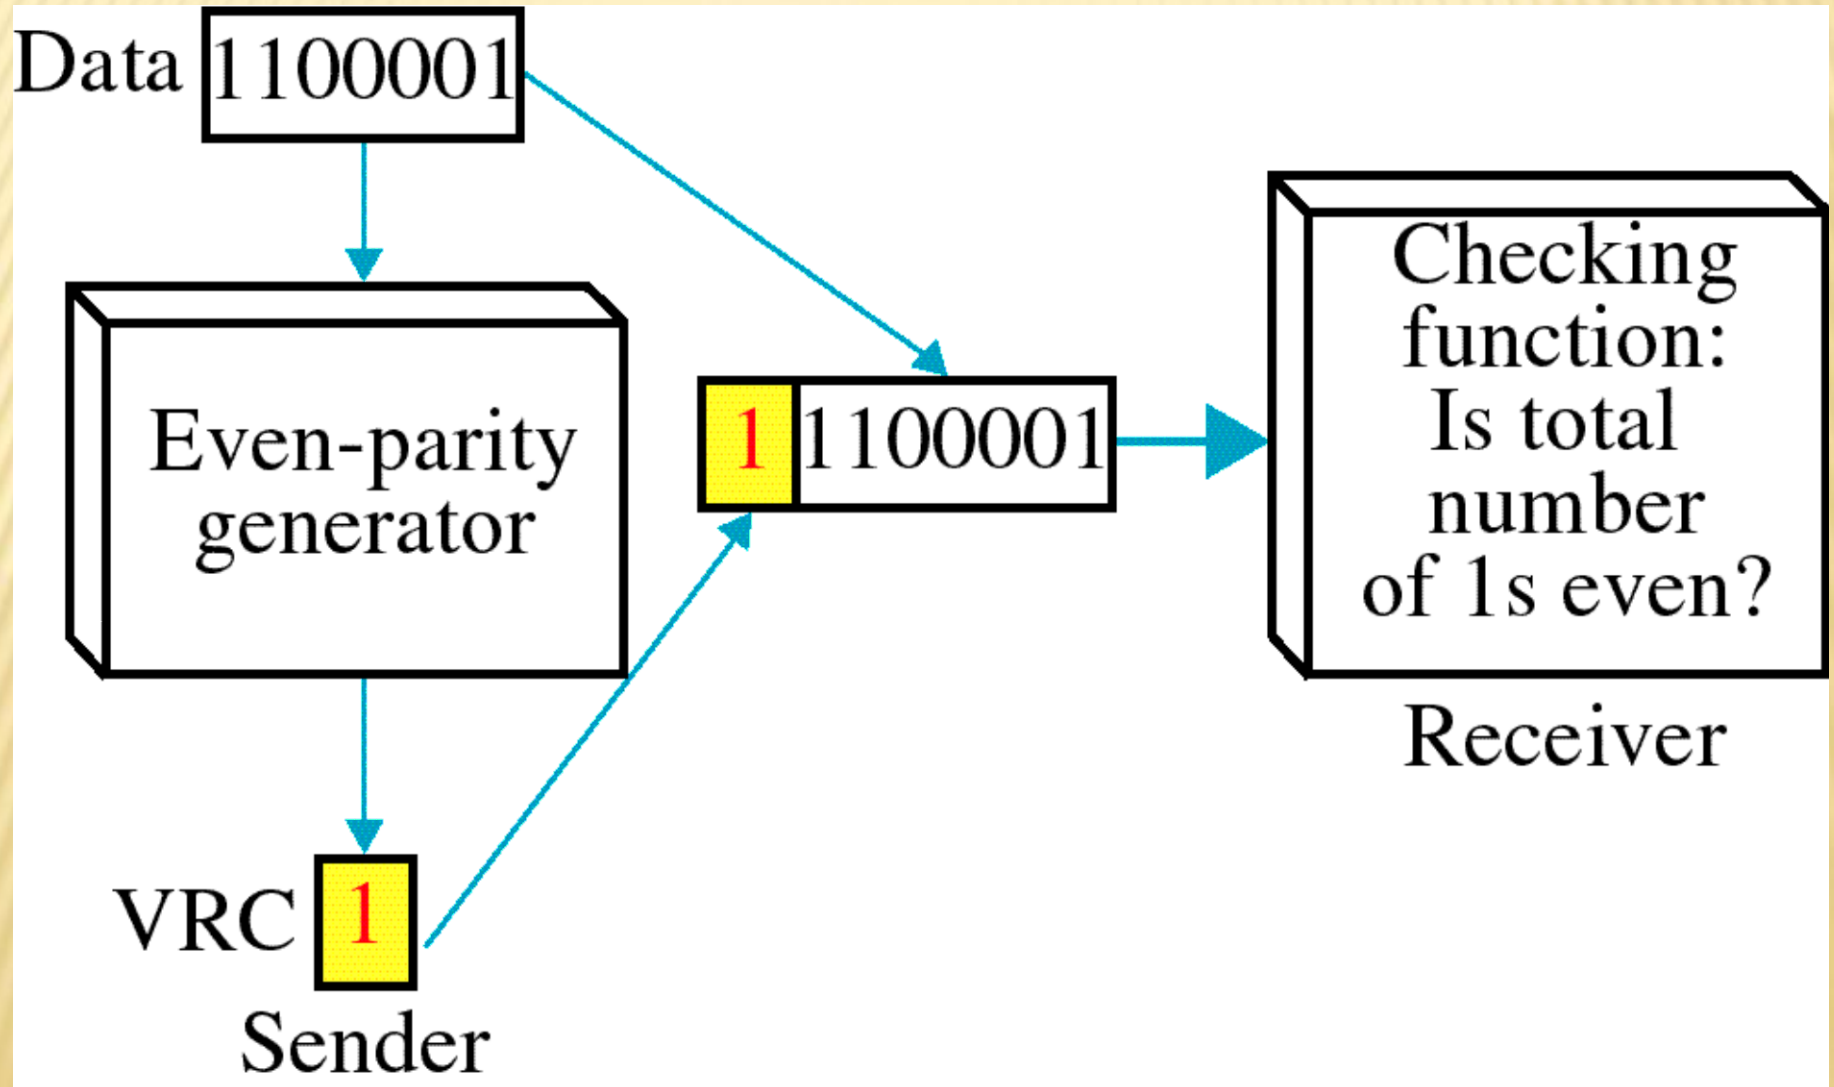 Data 1100001
Even-parity
generator
1 1100001
Checking
function:
Is total
number
of 1s even?
Receiver
VRC 1
Sender